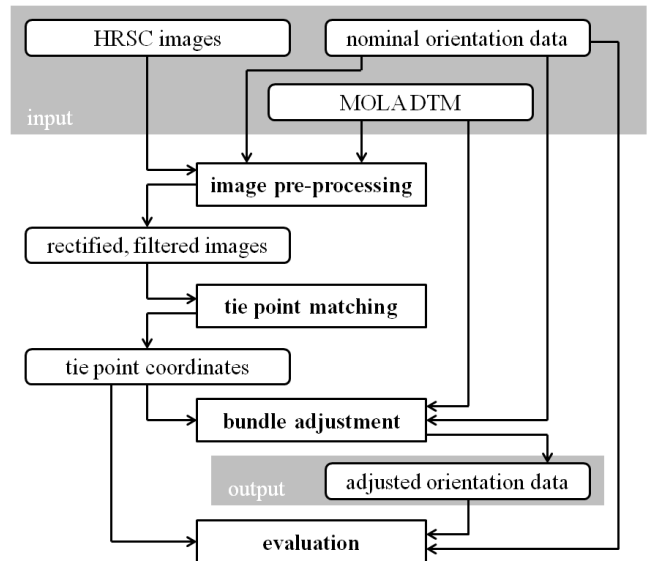 HRSC images
nominal orientation data
MOLA DTM
input
image pre-processing
rectified, filtered images
tie point matching
tie point coordinates
bundle adjustment
output
adjusted orientation data
evaluation